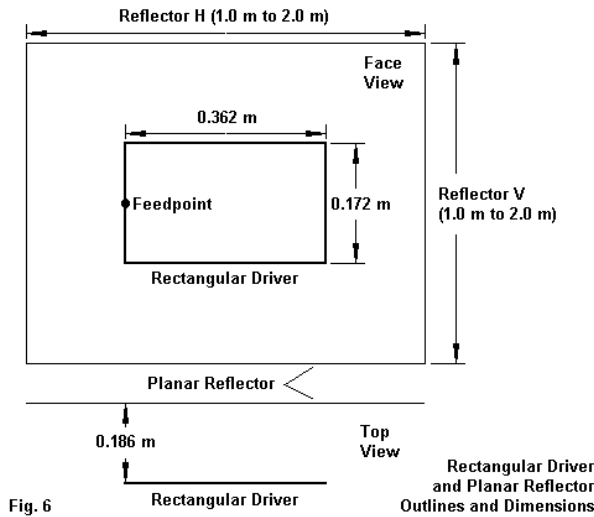 Reflector H (1.0 m to 2.0 m)
Face
View
0.362 m
Feedpoint
0.172 m
Reflector V
(1.0 m to 2.0 m)
Rectangular Driver
Planar Reflector
0.186 m
Top
View
Rectangular Driver
Fig. 6
Rectangular Driver
and Planar Reflector
Outlines and Dimensions